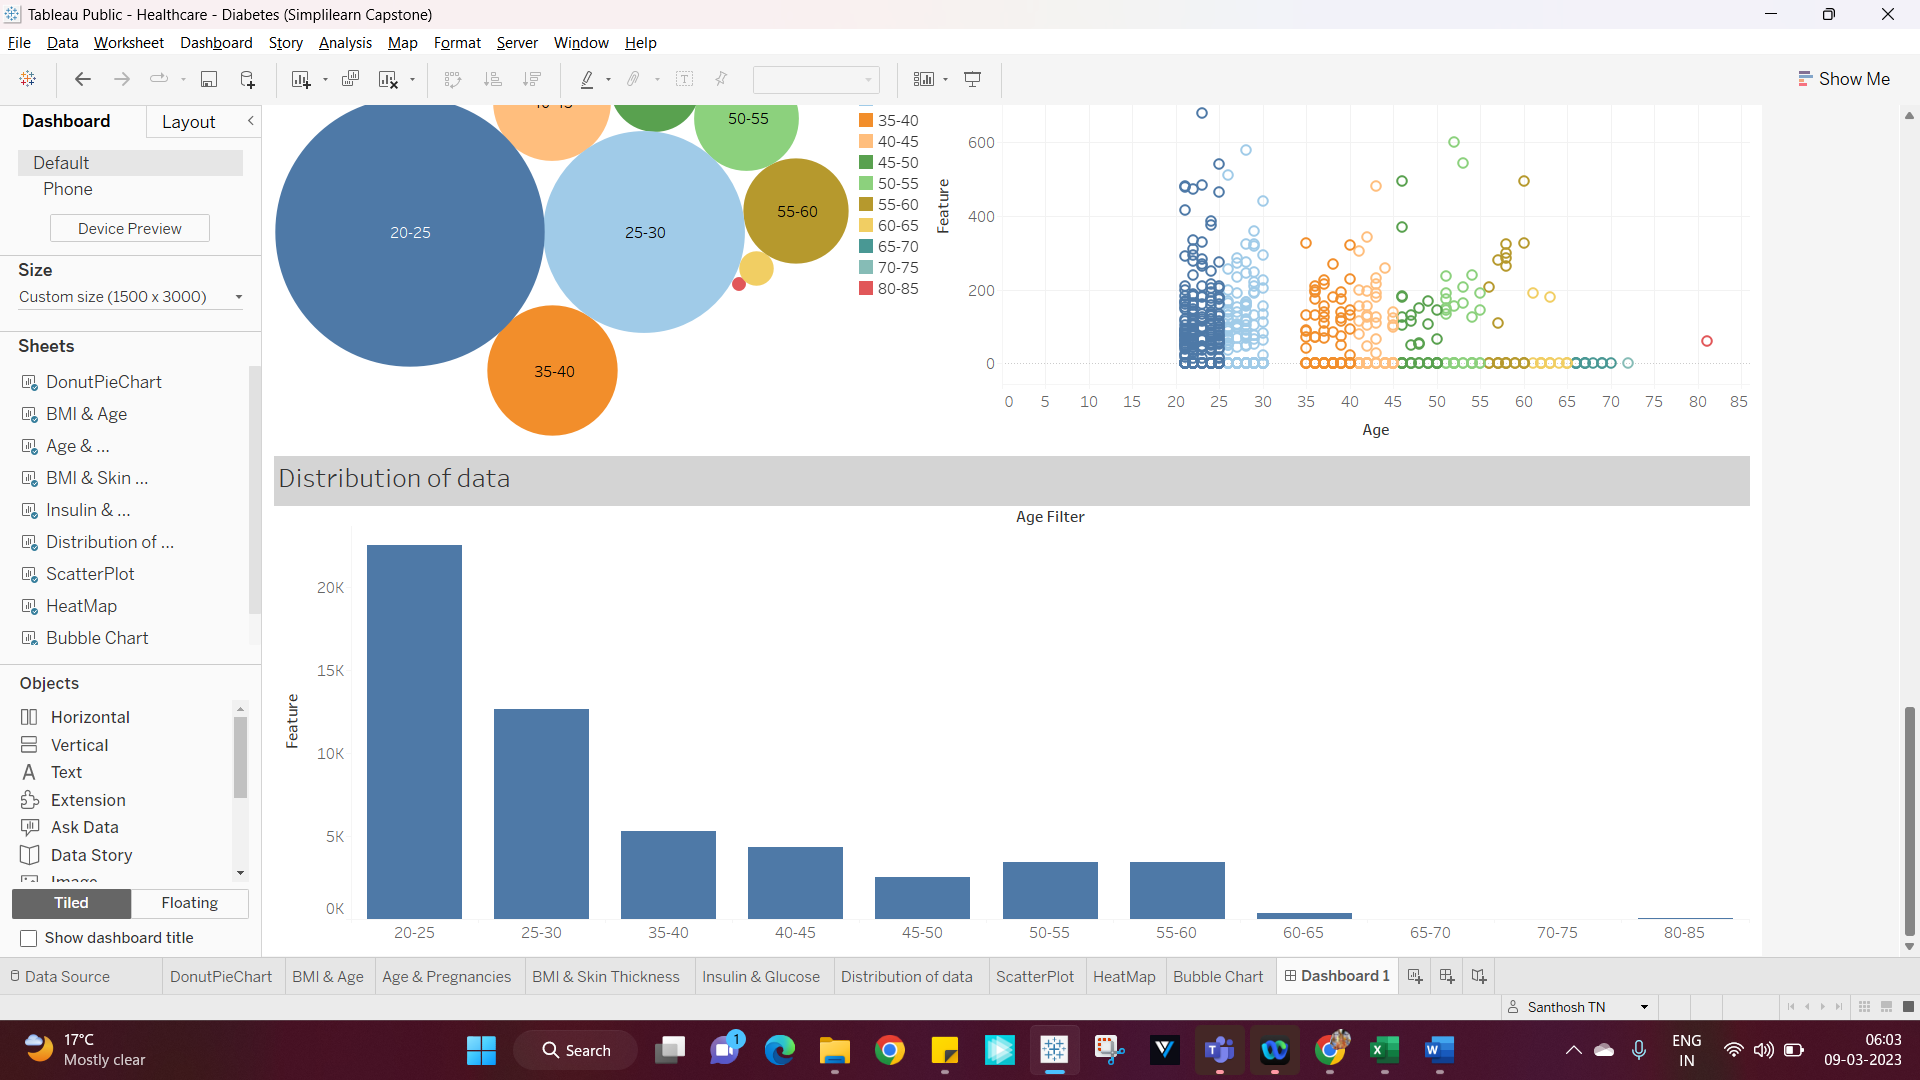 Tableau Public - Healthcare - Diabetes (Simplilearn Capstone)
File Data Worksheet Dashboard Story Analysis Map Format Server Window Help
Show Me
Dashboard Layout
Default
Phone
Device Preview
Size
Custom size (1500 x 3000)
Sheets
DonutPieChart
BMI & Age
Age & ...
BMI & Skin ...
Insulin & ...
Distribution of ...
ScatterPlot
HeatMap
Bubble Chart
Objects
Horizontal
Vertical
Text
Extension
Ask Data
Data Story
Image
Tiled Floating
Show dashboard title
50-55
20-25
25-30
55-60
35-40
35-40
40-45
45-50
50-55
55-60
60-65
65-70
70-75
80-85
Feature
600
400
200
0
0 5 10 15 20 25 30 35 40 45 50 55 60 65 70 75 80 85
Age
Distribution of data
Age Filter
Feature
20K
15K
10K
5K
0K
20-25 25-30 35-40 40-45 45-50 50-55 55-60 60-65 65-70 70-75 80-85
Data Source DonutPieChart BMI & Age Age & Pregnancies BMI & Skin Thickness Insulin & Glucose Distribution of data ScatterPlot HeatMap Bubble Chart Dashboard 1
Santhosh TN
17°C
Mostly clear
Search
1
ENG
IN
06:03
09-03-2023